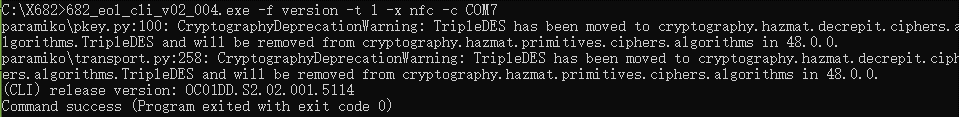 C:\X682>682_eol_cli_v02_004.exe -f version -t 1 -x nfc -c COM7
paramiko\pkey.py:100: CryptographyDeprecationWarning: TripleDES has been moved to cryptography.hazmat.decrepit.ciphers.a
lgorithms.TripleDES and will be removed from cryptography.hazmat.primitives.ciphers.algorithms in 48.0.0.
paramiko\transport.py:258: CryptographyDeprecationWarning: TripleDES has been moved to cryptography.hazmat.decrepit.ciph
ers.algorithms.TripleDES and will be removed from cryptography.hazmat.primitives.ciphers.algorithms in 48.0.0.
(CLI) release version: OC01DD.S2.02.001.5114
Command success (Program exited with exit code 0)